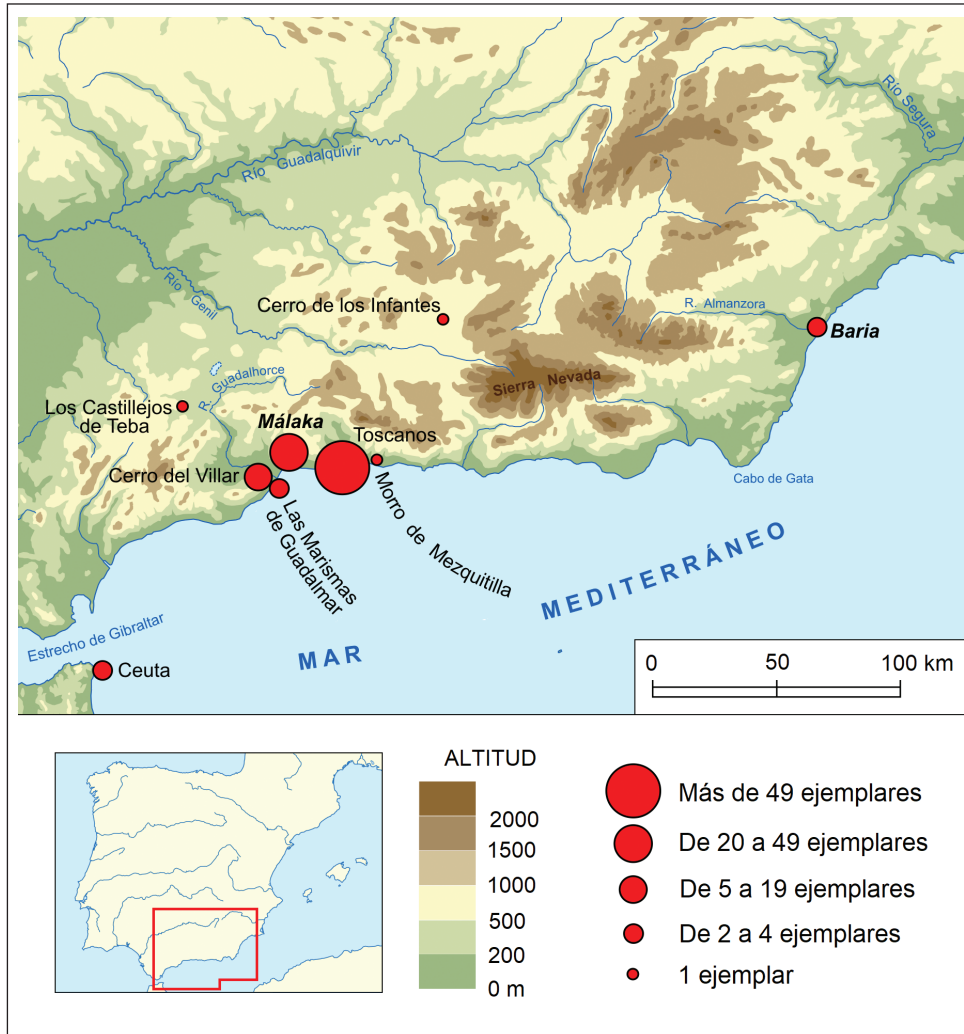 Río Segura
Río Guadalquivir
Río Genil
Cerro de los Infantes
R. Almanzora
Baria
R. Guadalhorce
Sierra Nevada
Los Castillejos
de Teba
Málaka
Toscanos
Cerro del Villar
Las Marismas
de Guadalmar
Morro de Mezquitilla
Cabo de Gata
MAR MEDITERRÁNEO
Estrecho de Gibraltar
Ceuta
0 50 100 km
ALTITUD
2000
1500
1000
500
200
0 m
Más de 49 ejemplares
De 20 a 49 ejemplares
De 5 a 19 ejemplares
De 2 a 4 ejemplares
1 ejemplar